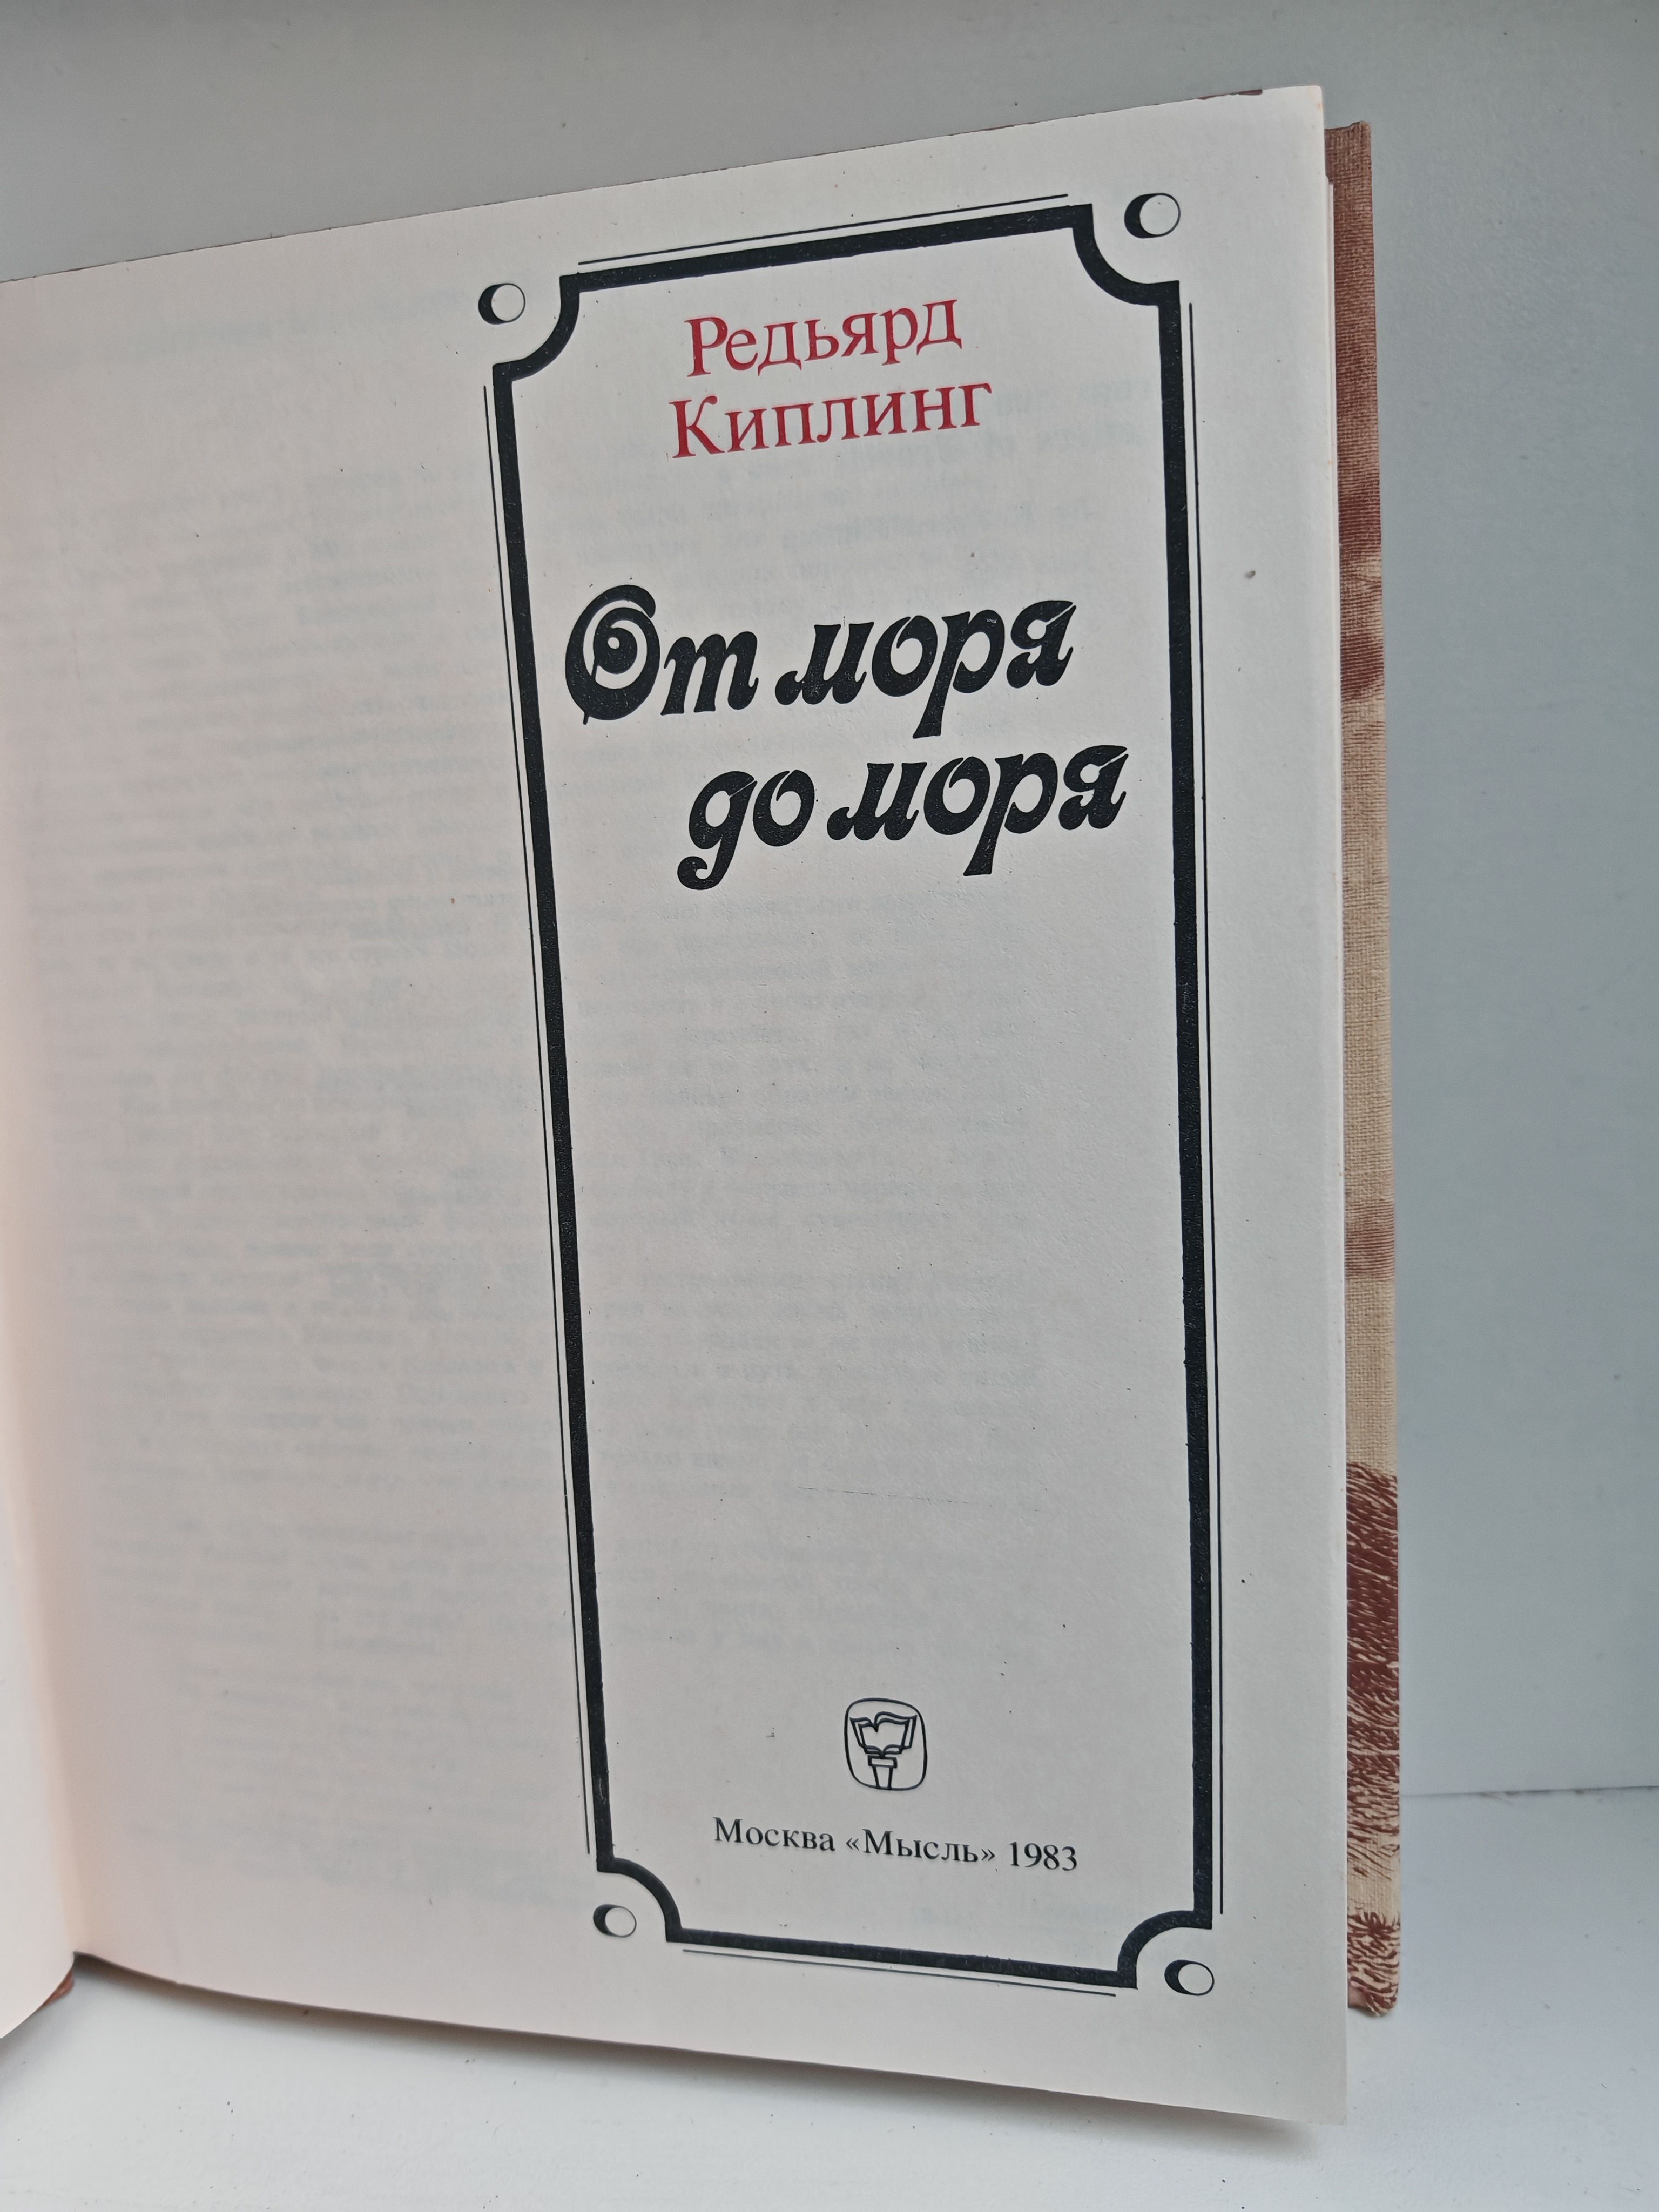 Редьярд
Киплинг
От моря
до моря
Москва «Мысль» 1983